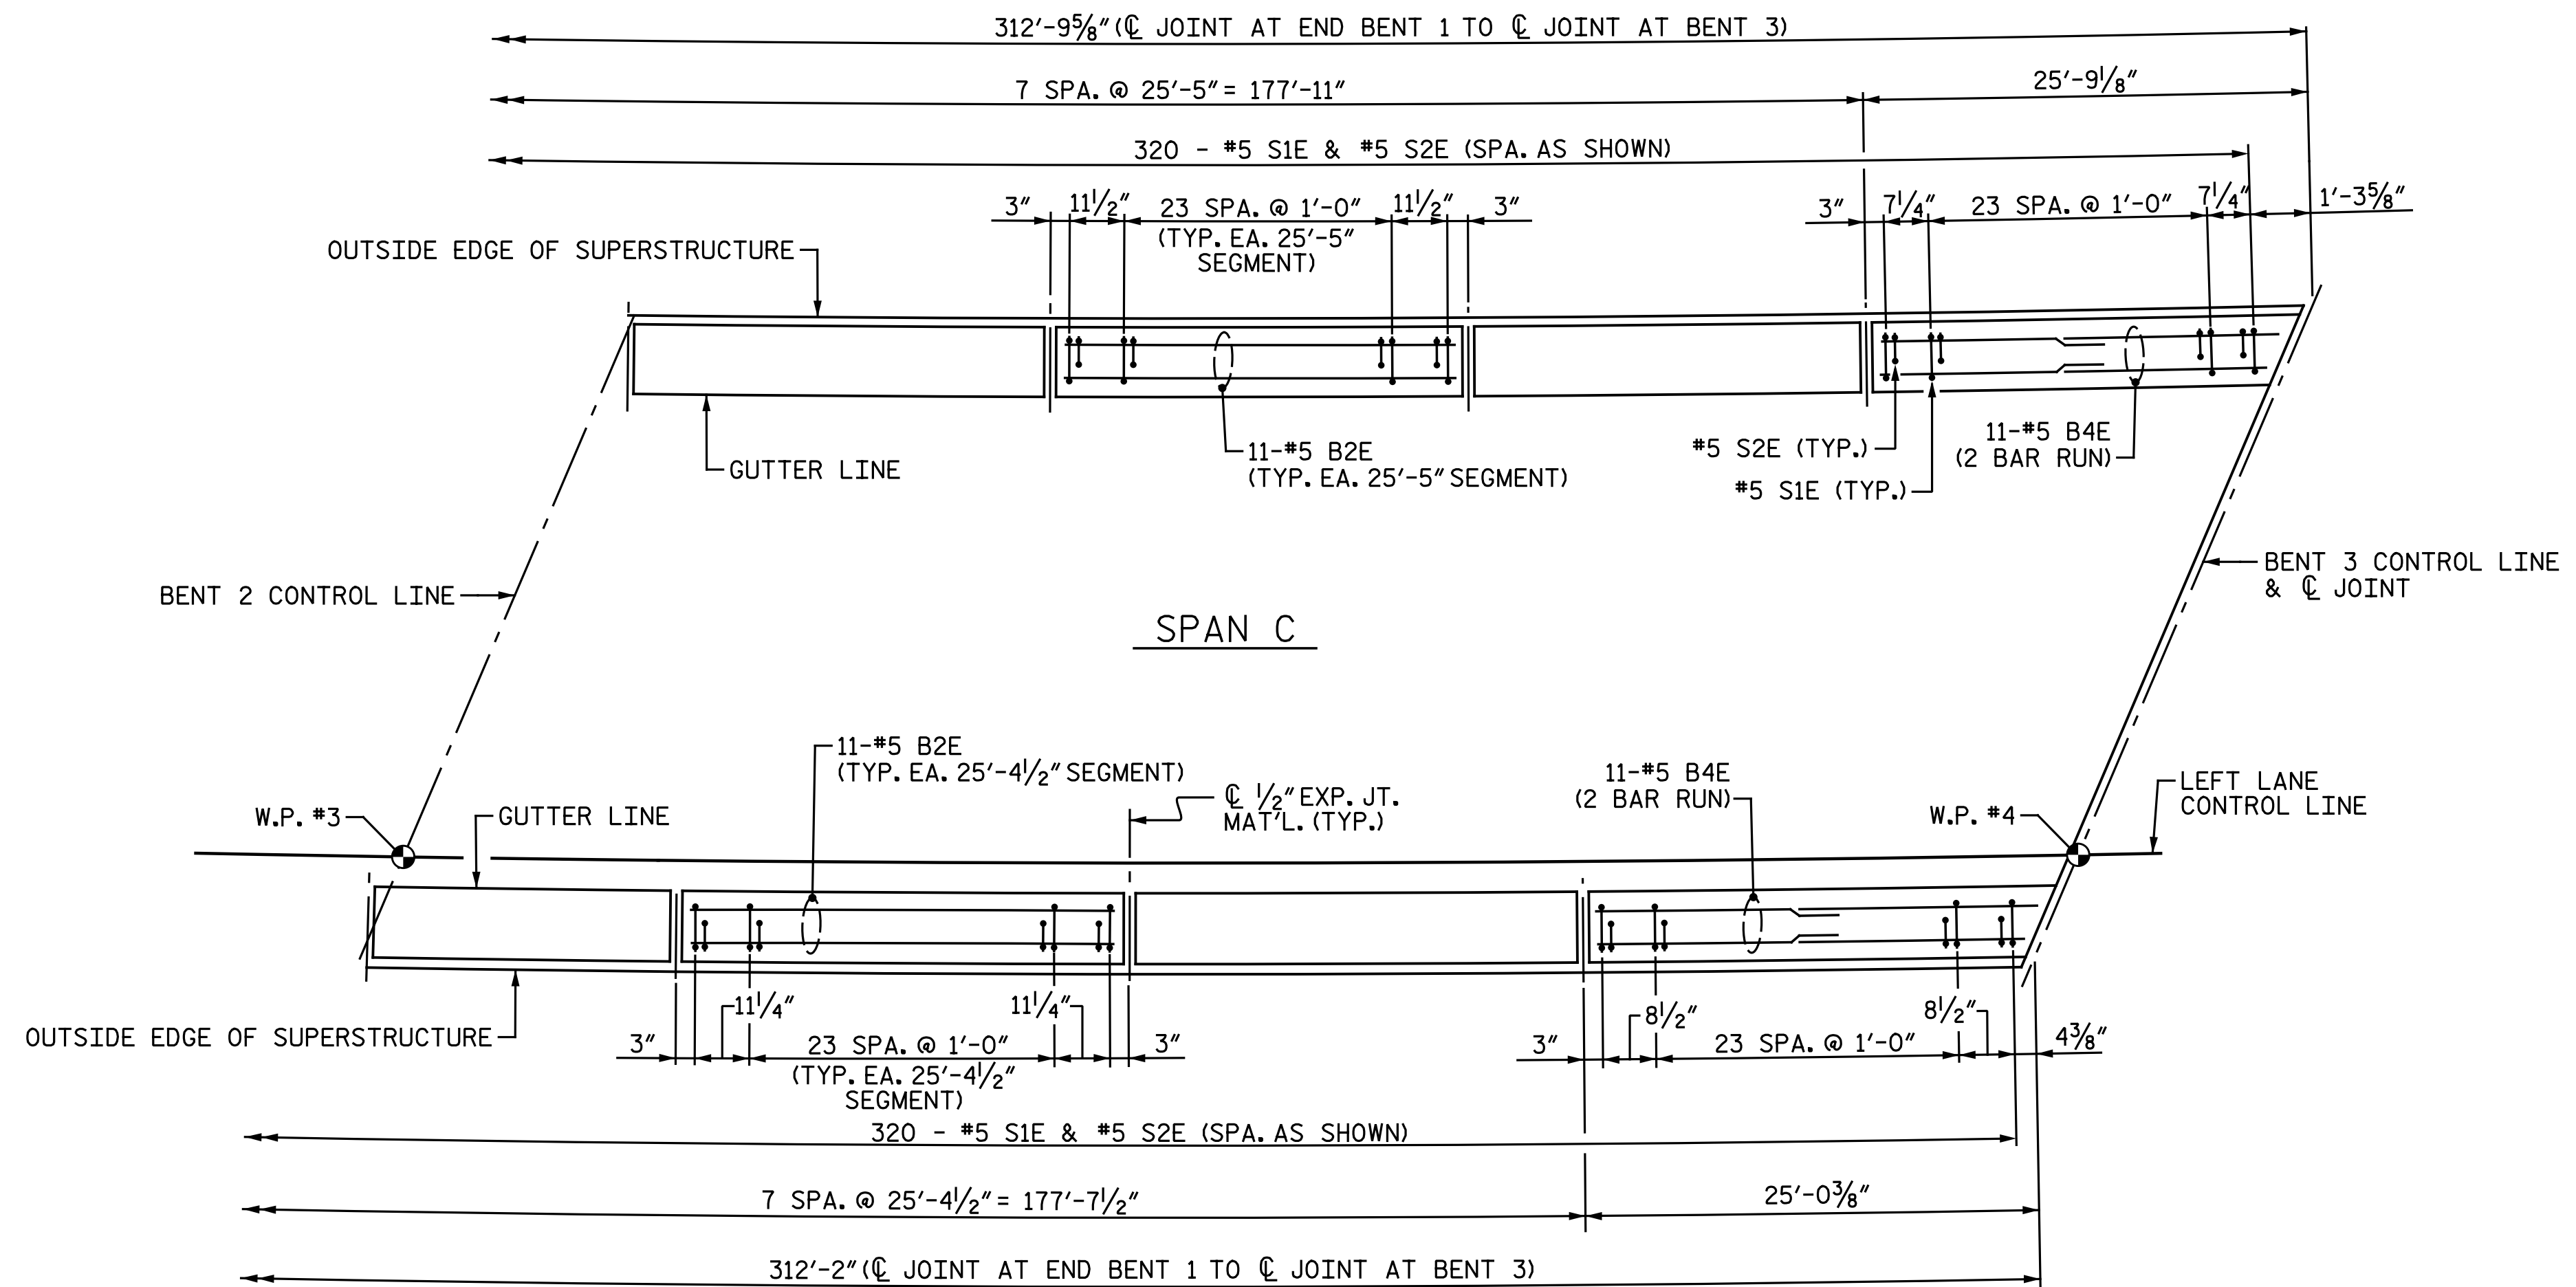 312'-9⅝" (℄ JOINT AT END BENT 1 TO ℄ JOINT AT BENT 3)
7 SPA. @ 25'-5" = 177'-11"
25'-9⅛"
320 - #5 S1E & #5 S2E (SPA. AS SHOWN)
3"
11½"
23 SPA. @ 1'-0"
11½"
3"
(TYP. EA. 25'-5"
SEGMENT)
3"
7¼"
23 SPA. @ 1'-0"
7¼"
1'-3⅝"
OUTSIDE EDGE OF SUPERSTRUCTURE
GUTTER LINE
11-#5 B2E
(TYP. EA. 25'-5" SEGMENT)
#5 S2E (TYP.)
#5 S1E (TYP.)
11-#5 B4E
(2 BAR RUN)
BENT 2 CONTROL LINE
BENT 3 CONTROL LINE
& ℄ JOINT
SPAN C
W.P. #3
GUTTER LINE
11-#5 B2E
(TYP. EA. 25'-4½" SEGMENT)
℄ ½" EXP. JT.
MAT'L. (TYP.)
11-#5 B4E
(2 BAR RUN)
W.P. #4
LEFT LANE
CONTROL LINE
OUTSIDE EDGE OF SUPERSTRUCTURE
3"
11¼"
23 SPA. @ 1'-0"
11¼"
3"
(TYP. EA. 25'-4½"
SEGMENT)
3"
8½"
23 SPA. @ 1'-0"
8½"
4⅜"
320 - #5 S1E & #5 S2E (SPA. AS SHOWN)
7 SPA. @ 25'-4½" = 177'-7½"
25'-0⅜"
312'-2" (℄ JOINT AT END BENT 1 TO ℄ JOINT AT BENT 3)